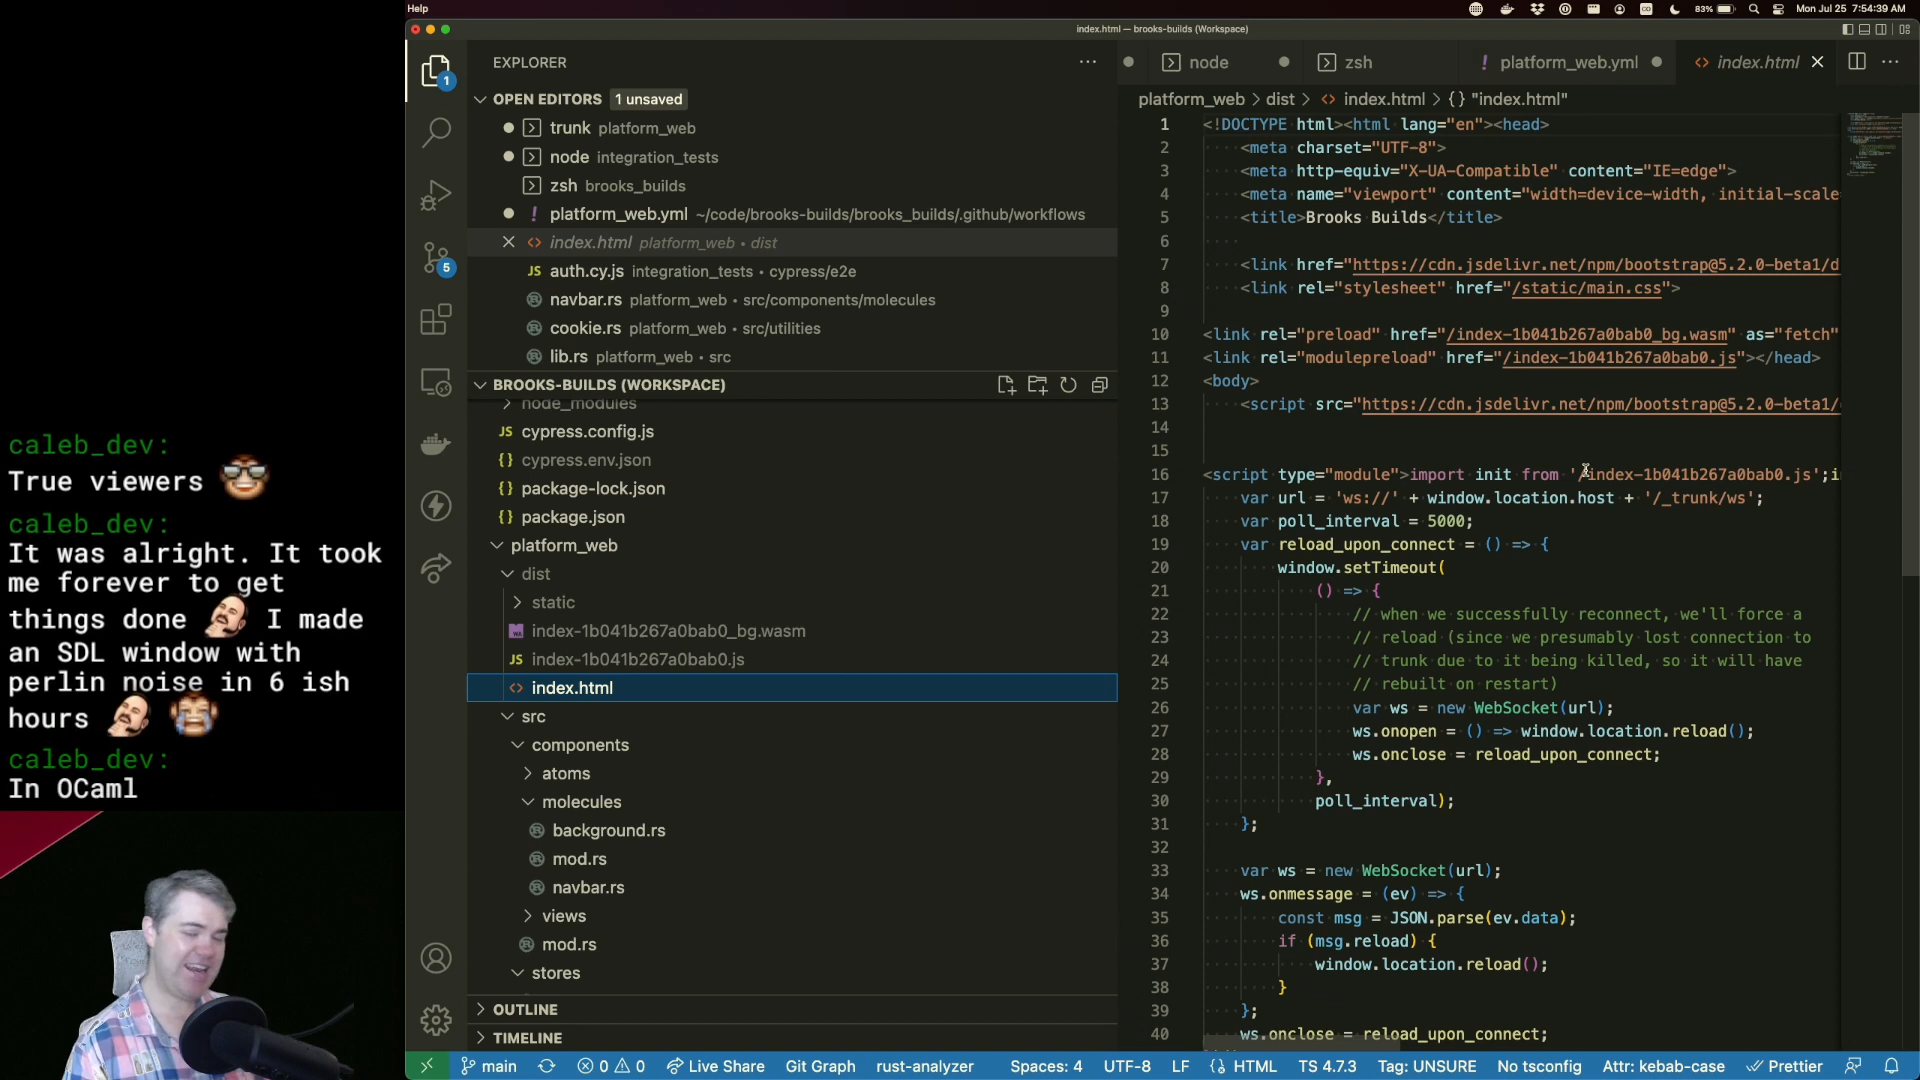 Caleb
Help
83%
Mon Jul 25 7:54:39 AM
index.html — brooks-builds (Workspace)
caleb_dev:
True viewers
caleb_dev:
It was alright. It took
me forever to get
things done I made
an SDL window with
perlin noise in 6 ish
hours
caleb_dev:
In OCaml
1
5
EXPLORER
OPEN EDITORS 1 unsaved
trunk platform_web
node integration_tests
zsh brooks_builds
! platform_web.yml ~/code/brooks-builds/brooks_builds/.github/workflows
index.html platform_web • dist
JS auth.cy.js integration_tests • cypress/e2e
navbar.rs platform_web • src/components/molecules
cookie.rs platform_web • src/utilities
lib.rs platform_web • src
BROOKS-BUILDS (WORKSPACE)
node_modules
JS cypress.config.js
{} cypress.env.json
{} package-lock.json
{} package.json
platform_web
dist
static
index-1b041b267a0bab0_bg.wasm
JS index-1b041b267a0bab0.js
index.html
src
components
atoms
molecules
background.rs
mod.rs
navbar.rs
views
mod.rs
stores
OUTLINE
TIMELINE
node
zsh
! platform_web.yml
index.html
platform_web > dist > <> index.html > {} "index.html"
1 <!DOCTYPE html><html lang="en"><head>
2 <meta charset="UTF-8">
3 <meta http-equiv="X-UA-Compatible" content="IE=edge">
4 <meta name="viewport" content="width=device-width, initial-scale
5 <title>Brooks Builds</title>
6
7 <link href="https://cdn.jsdelivr.net/npm/bootstrap@5.2.0-beta1/d
8 <link rel="stylesheet" href="/static/main.css">
9
10 <link rel="preload" href="/index-1b041b267a0bab0_bg.wasm" as="fetch"
11 <link rel="modulepreload" href="/index-1b041b267a0bab0.js"></head>
12 <body>
13 <script src="https://cdn.jsdelivr.net/npm/bootstrap@5.2.0-beta1/
14
15
16 <script type="module">import init from '/index-1b041b267a0bab0.js';i
17 var url = 'ws://' + window.location.host + '/_trunk/ws';
18 var poll_interval = 5000;
19 var reload_upon_connect = () => {
20 window.setTimeout(
21 () => {
22 // when we successfully reconnect, we'll force a
23 // reload (since we presumably lost connection to
24 // trunk due to it being killed, so it will have
25 // rebuilt on restart)
26 var ws = new WebSocket(url);
27 ws.onopen = () => window.location.reload();
28 ws.onclose = reload_upon_connect;
29 },
30 poll_interval);
31 };
32
33 var ws = new WebSocket(url);
34 ws.onmessage = (ev) => {
35 const msg = JSON.parse(ev.data);
36 if (msg.reload) {
37 window.location.reload();
38 }
39 };
40 ws.onclose = reload_upon_connect;
main 0 0 Live Share Git Graph rust-analyzer Spaces: 4 UTF-8 LF {} HTML TS 4.7.3 Tag: UNSURE No tsconfig Attr: kebab-case Prettier